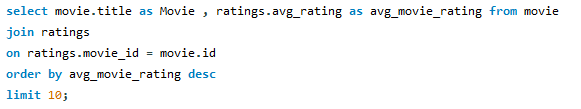 select movie.title as Movie , ratings.avg_rating as avg_movie_rating from movie
join ratings
on ratings.movie_id = movie.id
order by avg_movie_rating desc
limit 10;